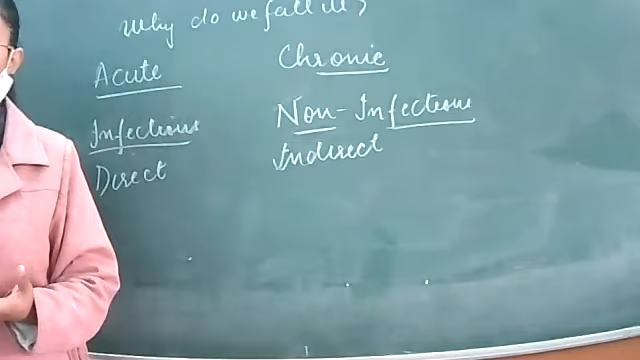 Why do we fall ill?
Acute Chronic
Infectious Non-Infectious
Direct Indirect